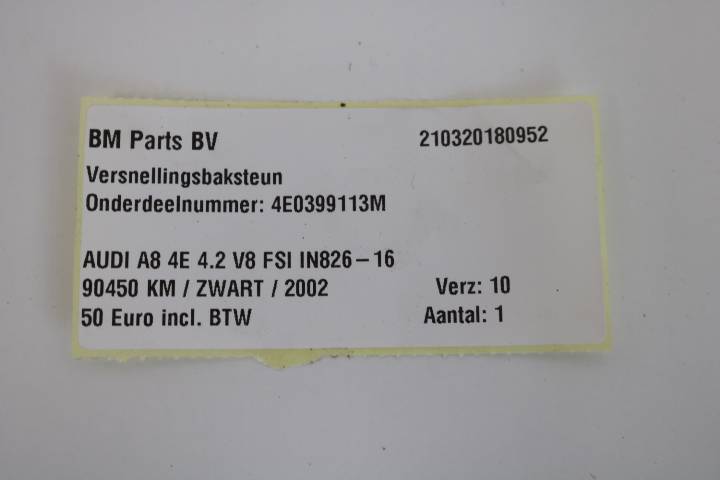 BM Parts BV 210320180952
Versnellingsbaksteun
Onderdeelnummer: 4E0399113M
AUDI A8 4E 4.2 V8 FSI IN826-16
90450 KM / ZWART / 2002 Verz: 10
50 Euro incl. BTW Aantal: 1